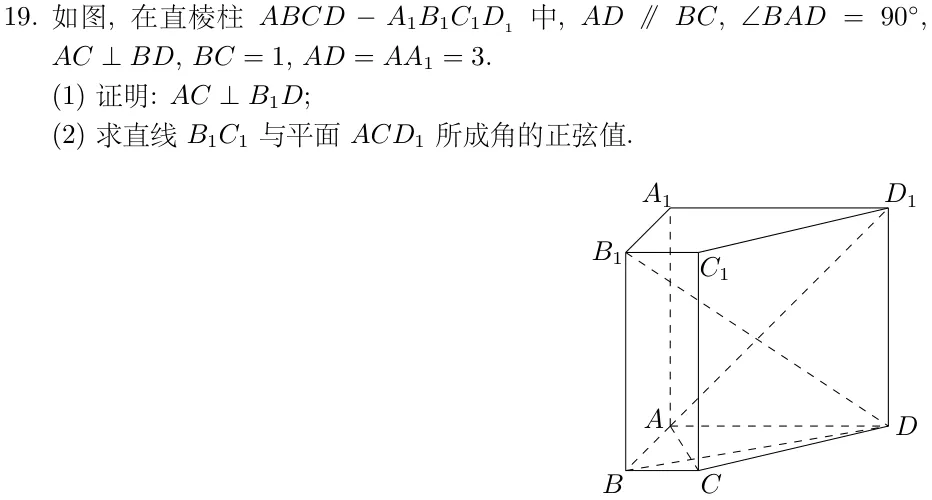 19. 如图, 在直棱柱 ABCD − A₁B₁C₁D₁ 中, AD ∥ BC, ∠BAD = 90°,
AC ⊥ BD, BC = 1, AD = AA₁ = 3.
(1) 证明: AC ⊥ B₁D;
(2) 求直线 B₁C₁ 与平面 ACD₁ 所成角的正弦值.
A₁ D₁
B₁ C₁
A D
B C